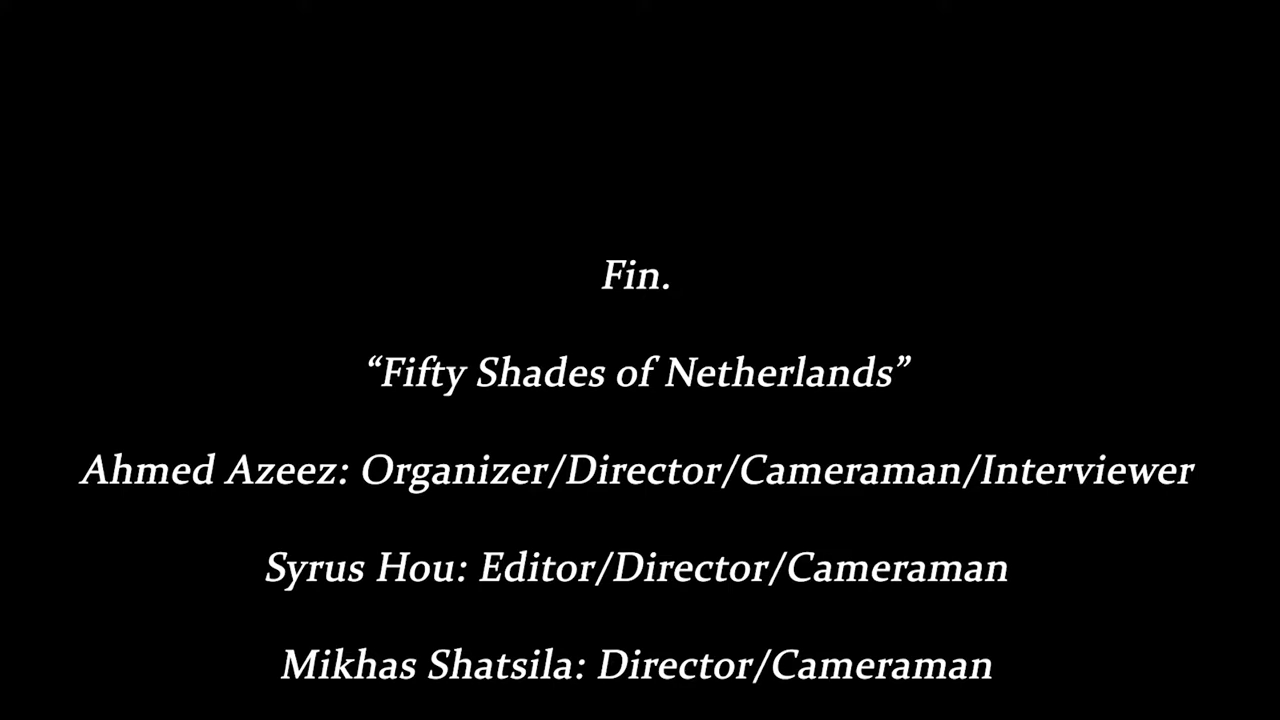 Fin.
“Fifty Shades of Netherlands”
Ahmed Azeez: Organizer/Director/Cameraman/Interviewer
Syrus Hou: Editor/Director/Cameraman
Mikhas Shatsila: Director/Cameraman